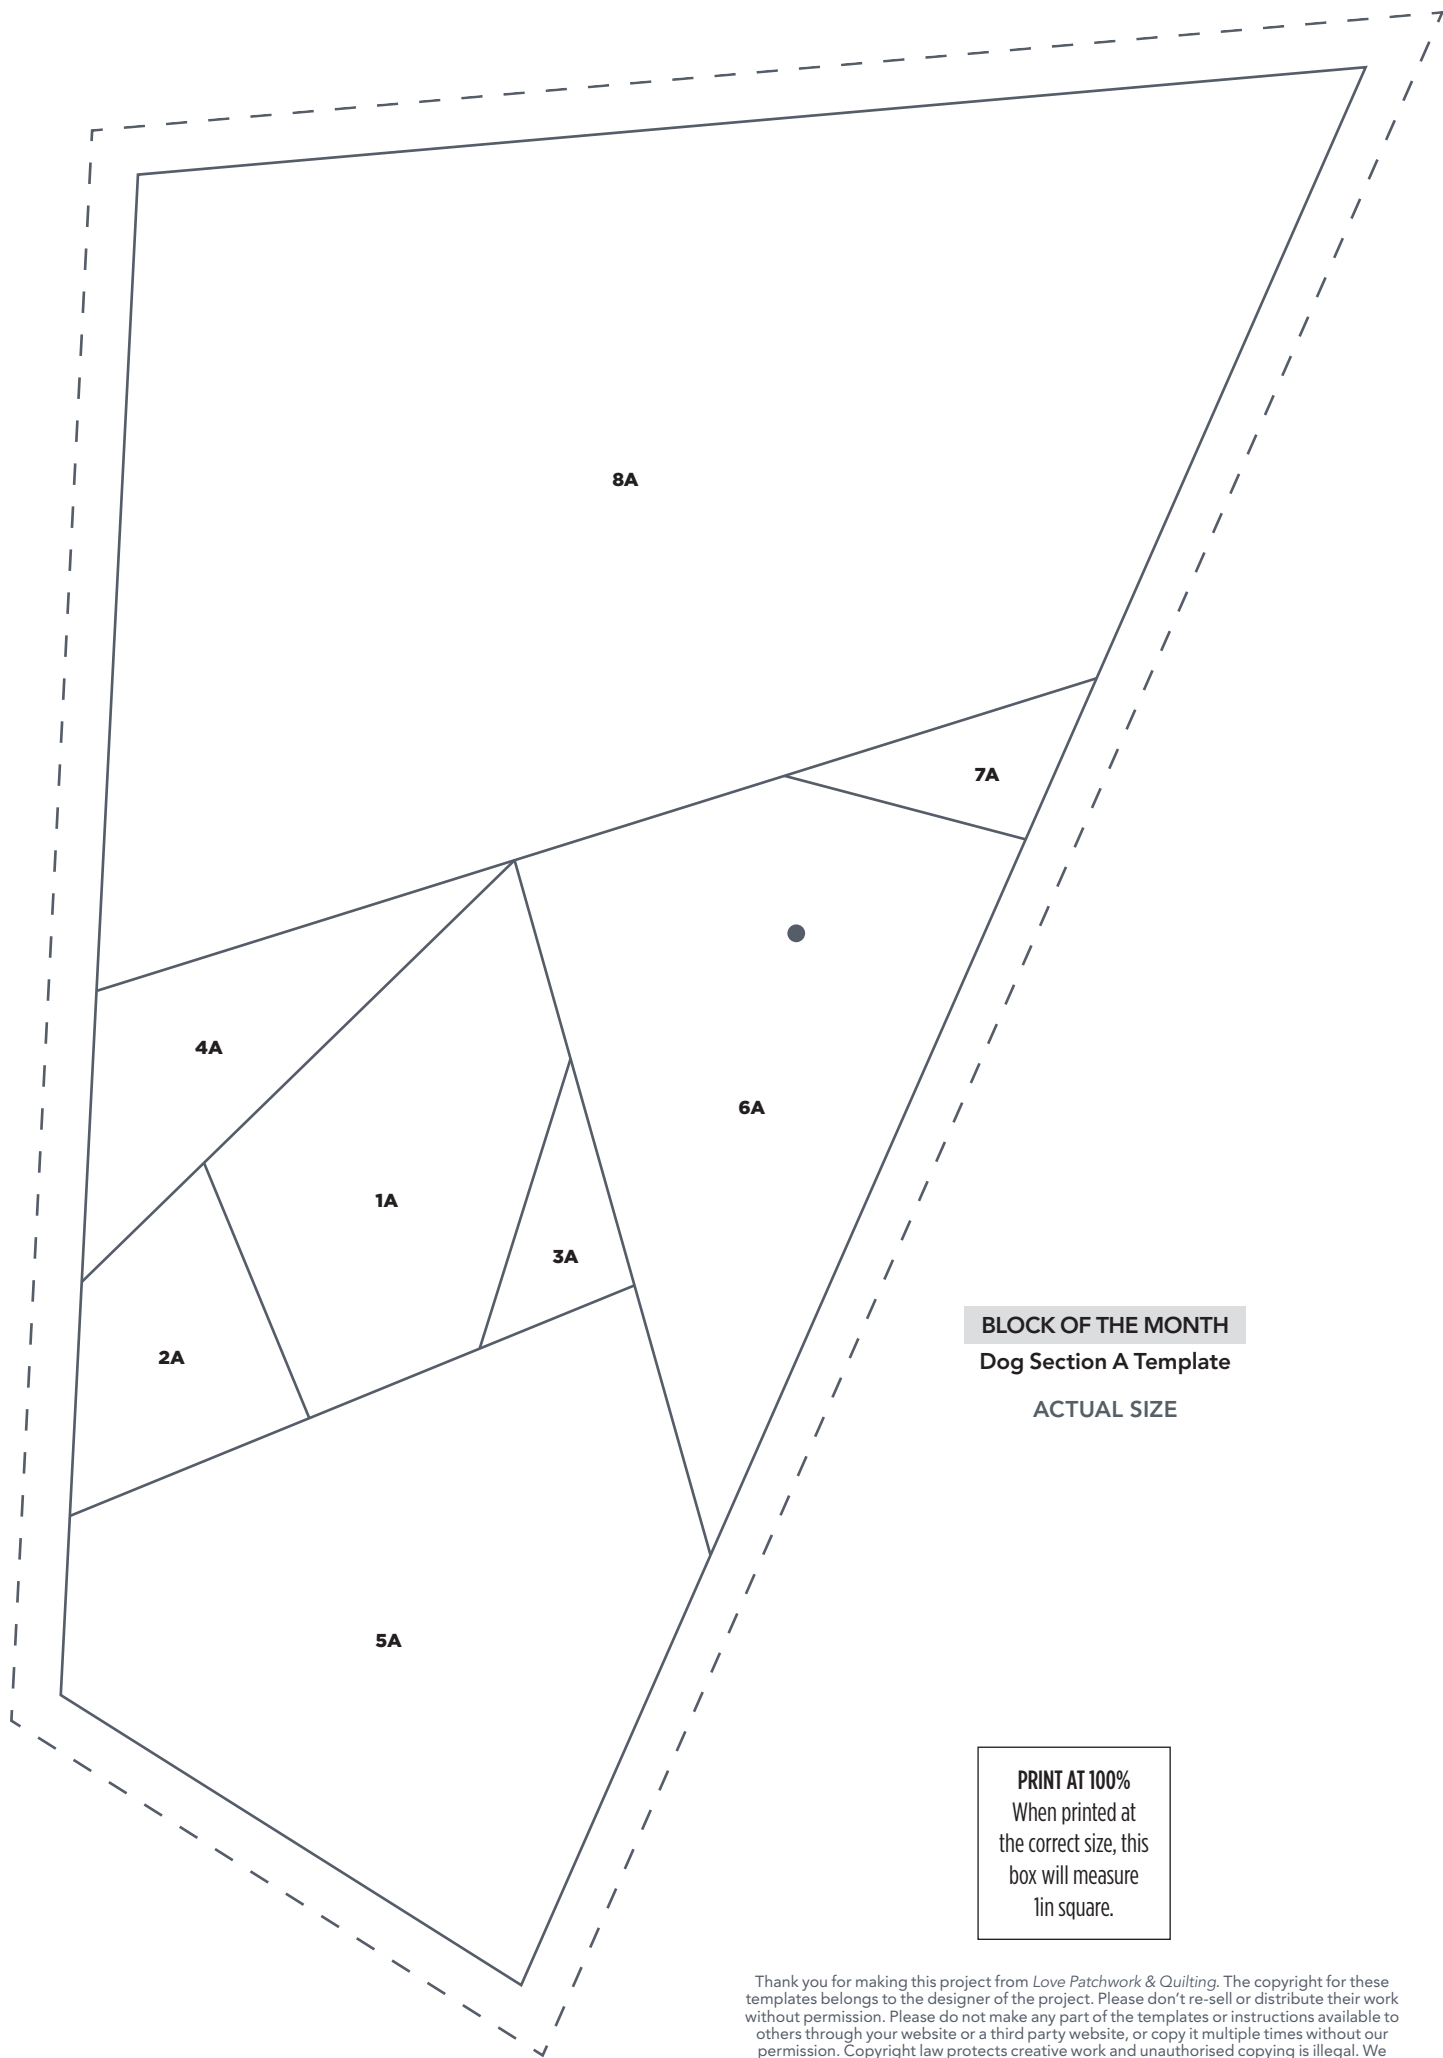 8A
7A
4A
6A
1A
3A
2A
BLOCK OF THE MONTH
Dog Section A Template
ACTUAL SIZE
5A
PRINT AT 100%
When printed at
the correct size, this
box will measure
1in square.
Thank you for making this project from Love Patchwork & Quilting. The copyright for these
templates belongs to the designer of the project. Please don't re-sell or distribute their work
without permission. Please do not make any part of the templates or instructions available to
others through your website or a third party website, or copy it multiple times without our
permission. Copyright law protects creative work and unauthorised copying is illegal. We